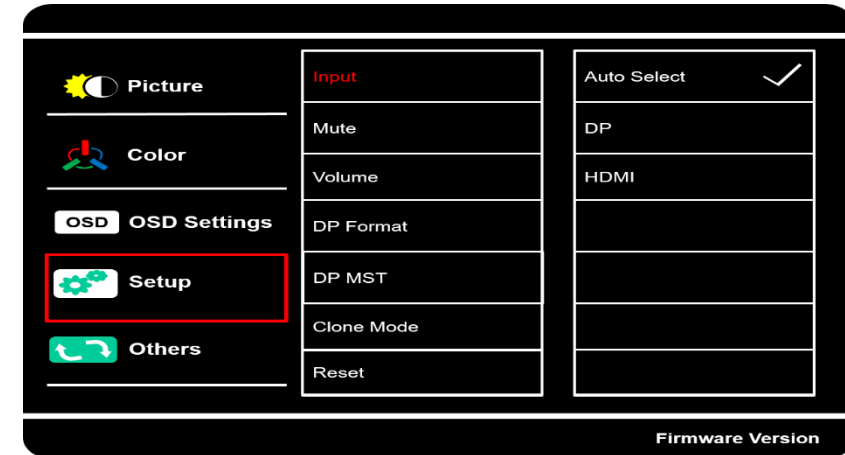 Picture
Color
OSD OSD Settings
Setup
Others
Input
Mute
Volume
DP Format
DP MST
Clone Mode
Reset
Auto Select
DP
HDMI
Firmware Version